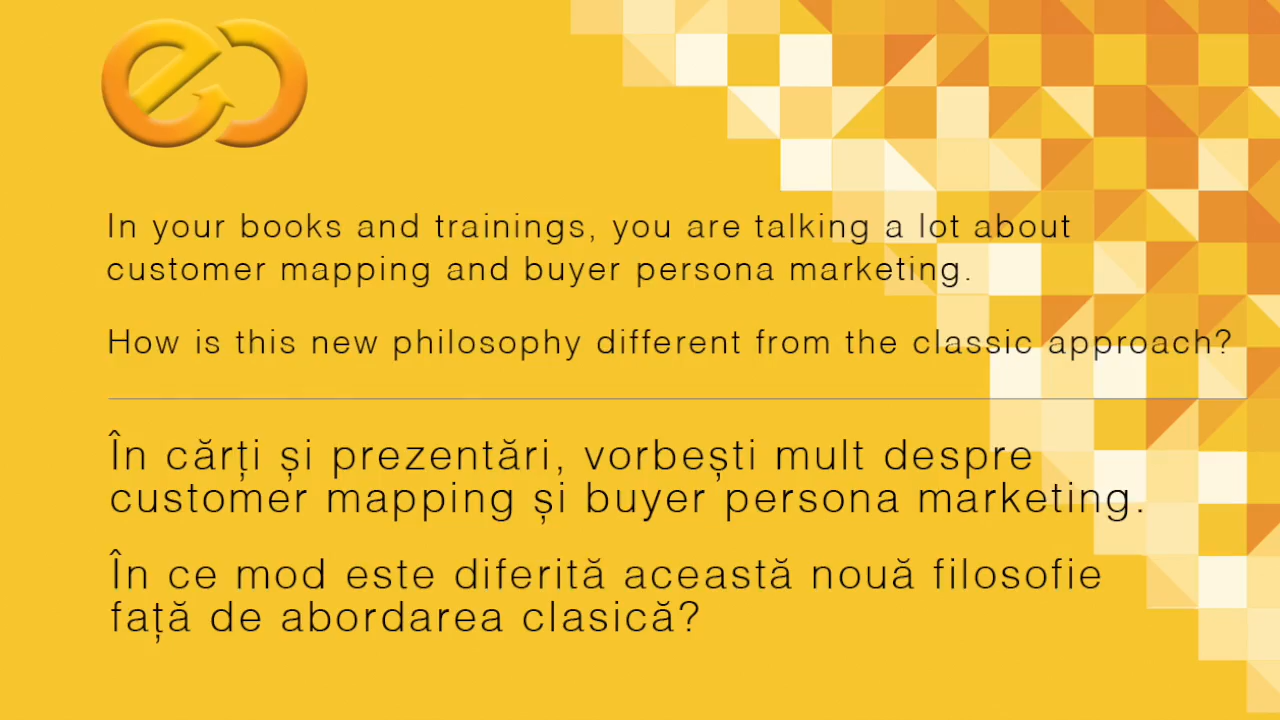 In your books and trainings, you are talking a lot about
customer mapping and buyer persona marketing.
How is this new philosophy different from the classic approach?
În cărți și prezentări, vorbești mult despre
customer mapping și buyer persona marketing.
În ce mod este diferită această nouă filosofie
față de abordarea clasică?